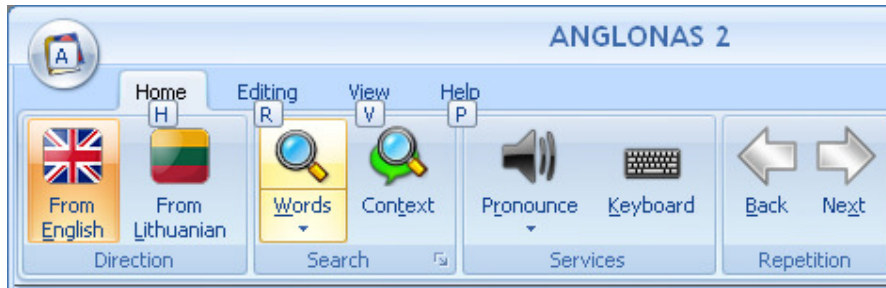 ANGLONAS 2
A
Home Editing View Help
H R V P
From English
From Lithuanian
Words
Context
Pronounce
Keyboard
Back
Next
Direction Search Services Repetition